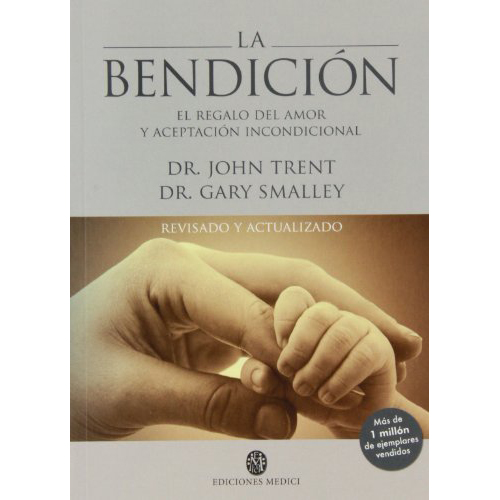 LA
BENDICIÓN
EL REGALO DEL AMOR
Y ACEPTACIÓN INCONDICIONAL
DR. JOHN TRENT
DR. GARY SMALLEY
REVISADO Y ACTUALIZADO
Más de
1 millón
de ejemplares
vendidos
EDICIONES MEDICI